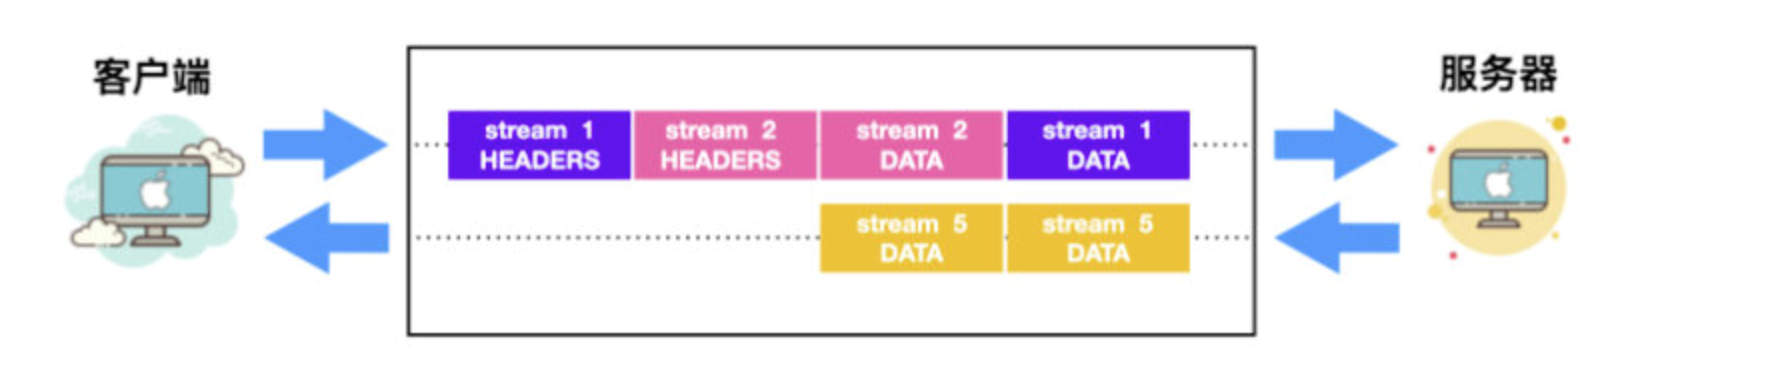 客户端
服务器
stream 1
HEADERS
stream 2
HEADERS
stream 2
DATA
stream 1
DATA
stream 5
DATA
stream 5
DATA